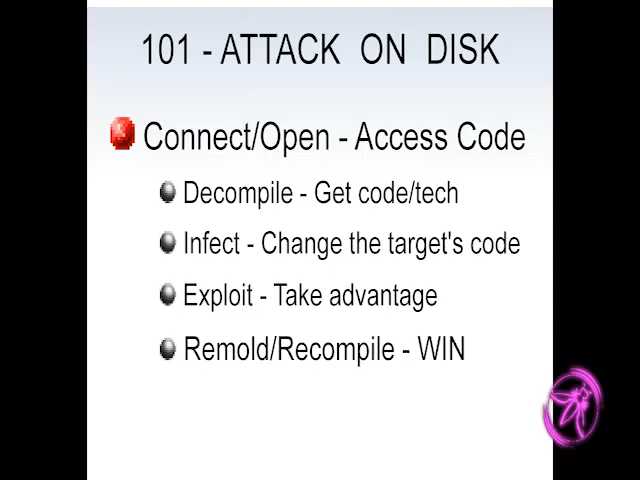 101 - ATTACK ON DISK
Connect/Open - Access Code
Decompile - Get code/tech
Infect - Change the target's code
Exploit - Take advantage
Remold/Recompile - WIN